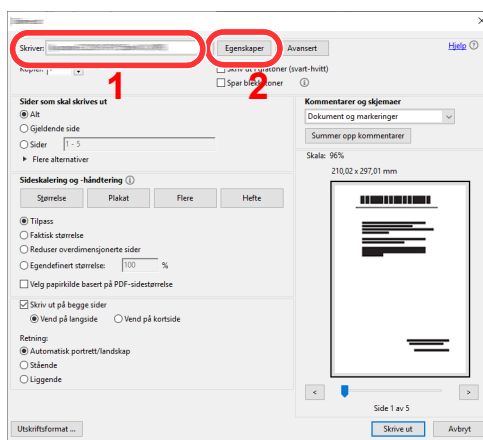 Skriver:
Egenskaper
Avansert
Hjelp ?
Kopier: 1
Skriv ut i gråtoner (svart-hvitt)
1
2
Spar blekk/toner
Sider som skal skrives ut
Alt
Gjeldende side
Sider 1 - 5
Flere alternativer
Sideskalering og -håndtering
Størrelse Plakat Flere Hefte
Tilpass
Faktisk størrelse
Reduser overdimensjonerte sider
Egendefinert størrelse: 100 %
Velg papirkilde basert på PDF-sidestørrelse
Skriv ut på begge sider
Vend på langside Vend på kortside
Retning:
Automatisk portrett/landskap
Stående
Liggende
Kommentarer og skjemaer
Dokument og markeringer
Summer opp kommentarer
Skala: 96%
210,02 x 297,01 mm
< >
Side 1 av 5
Utskriftsformat ...
Skrive ut
Avbryt